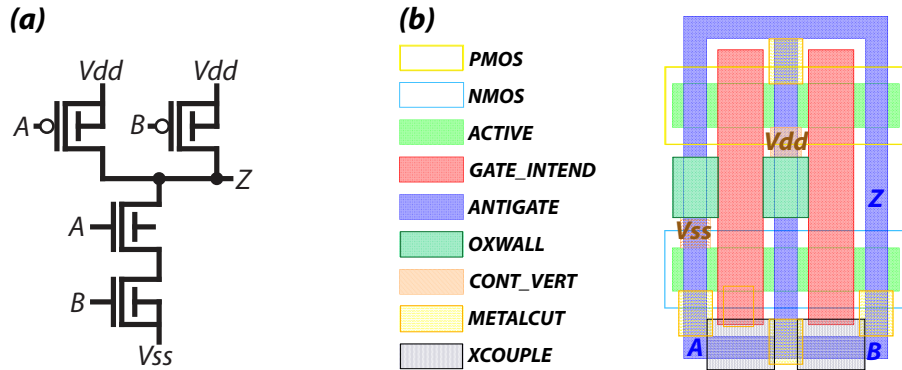 (a)
Vdd Vdd
A B
Z
A
B
Vss
(b)
PMOS
NMOS
ACTIVE
GATE_INTEND
ANTIGATE
OXWALL
CONT_VERT
METALCUT
XCOUPLE
Vdd
Z
Vss
A B